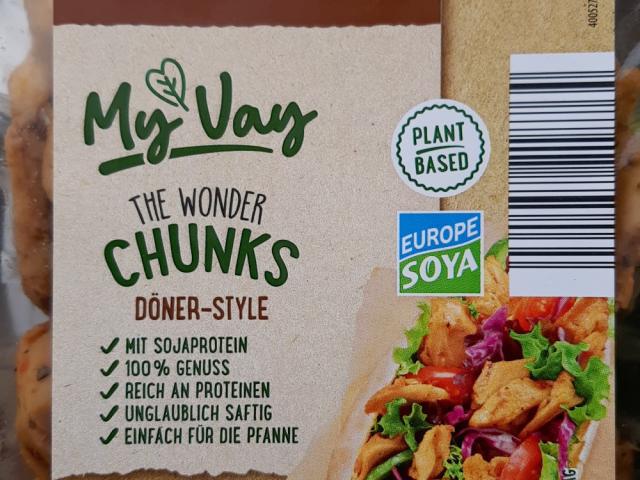 My Vay
THE WONDER
CHUNKS
DÖNER-STYLE
MIT SOJAPROTEIN
100% GENUSS
REICH AN PROTEINEN
UNGLAUBLICH SAFTIG
EINFACH FÜR DIE PFANNE
PLANT
BASED
EUROPE
SOYA
400527